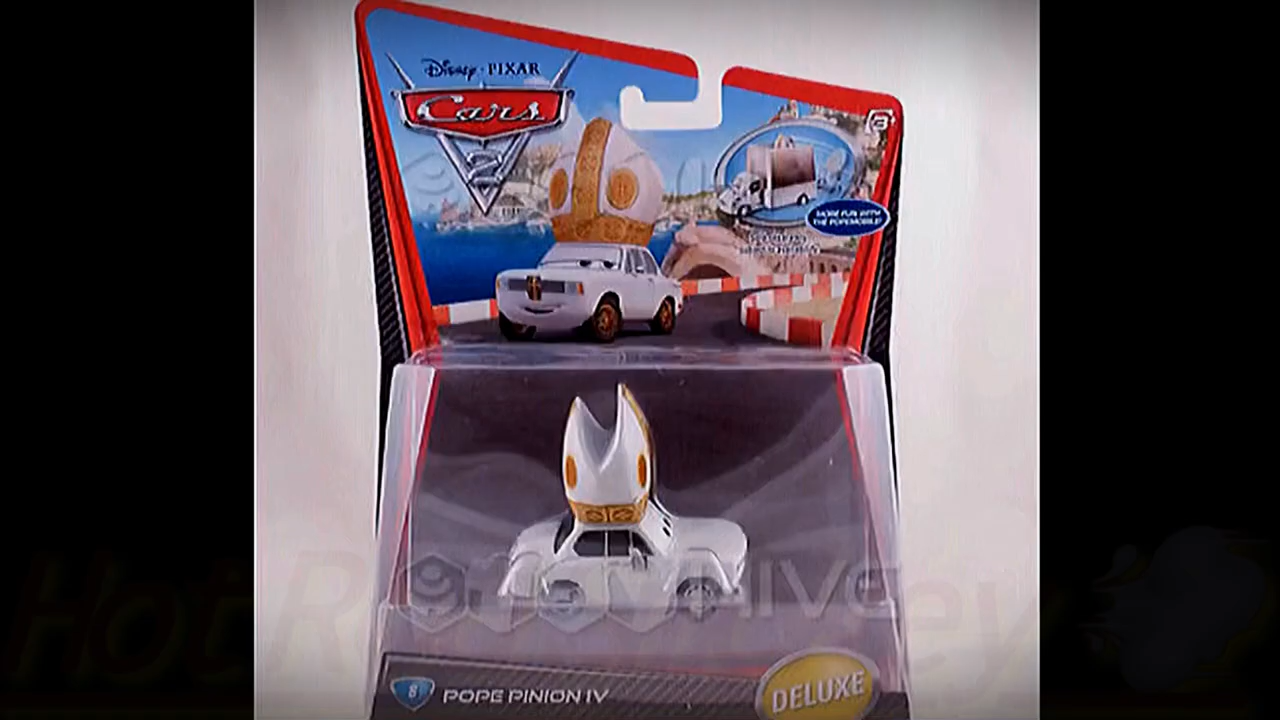 Disney · PIXAR
Cars
2
MORE FUN WITH
THE POPEMOBILE!
8 POPE PINION IV
DELUXE